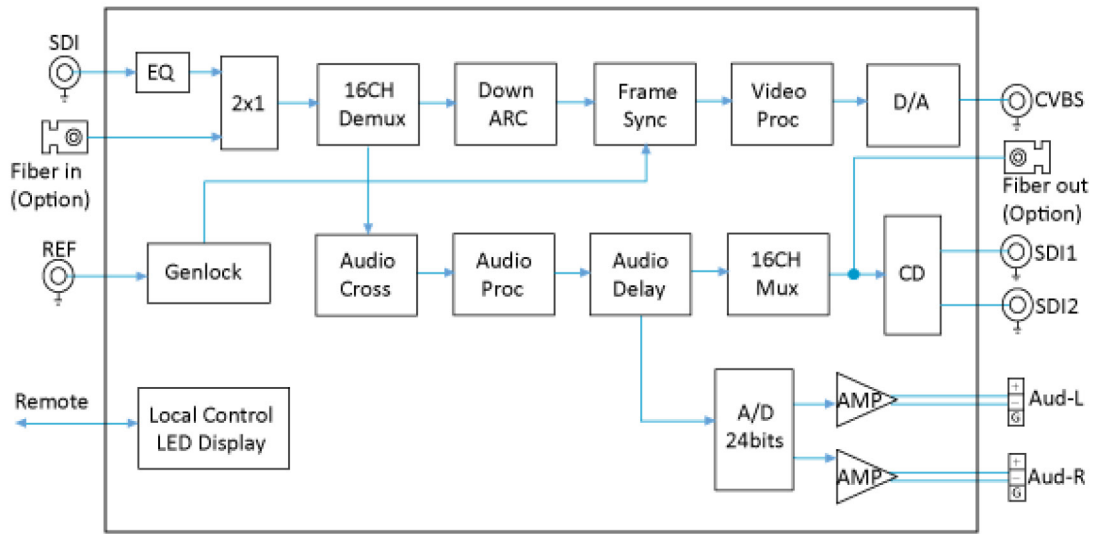 SDI
EQ
2x1
16CH
Demux
Down
ARC
Frame
Sync
Video
Proc
D/A
CVBS
Fiber in
(Option)
Fiber out
(Option)
REF
Genlock
Audio
Cross
Audio
Proc
Audio
Delay
16CH
Mux
CD
SDI1
SDI2
Remote
Local Control
LED Display
A/D
24bits
AMP
+
−
G
Aud-L
AMP
+
−
G
Aud-R